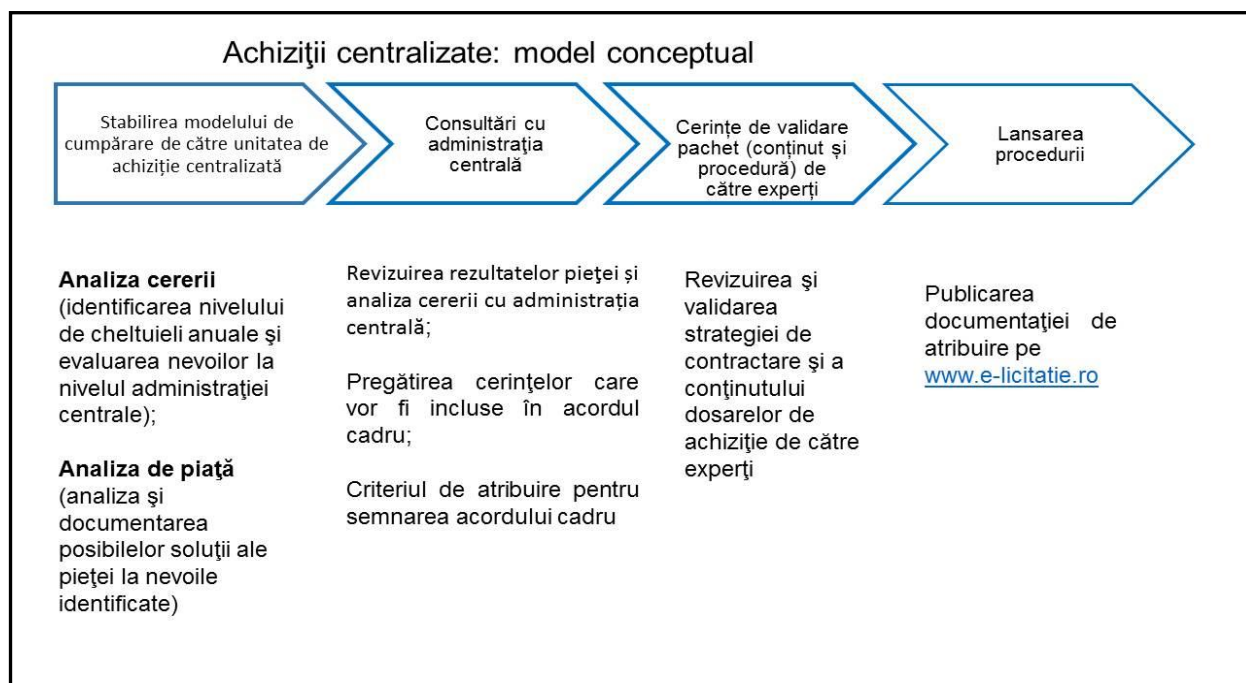 Achiziţii centralizate: model conceptual
Stabilirea modelului de
cumpărare de către unitatea de
achiziție centralizată
Consultări cu
administrația
centrală
Cerințe de validare
pachet (conținut și
procedură) de
către experți
Lansarea
procedurii
Analiza cererii
(identificarea nivelului
de cheltuieli anuale şi
evaluarea nevoilor la
nivelul administraţiei
centrale);
Analiza de piaţă
(analiza şi
documentarea
posibilelor soluţii ale
pieţei la nevoile
identificate)
Revizuirea rezultatelor pieţei și
analiza cererii cu administrația
centrală;
Pregătirea cerinţelor care
vor fi incluse în acordul
cadru;
Criteriul de atribuire pentru
semnarea acordului cadru
Revizuirea şi
validarea
strategiei de
contractare şi a
conţinutului
dosarelor de
achiziţie de către
experţi
Publicarea
documentaţiei de
atribuire pe
www.e-licitatie.ro